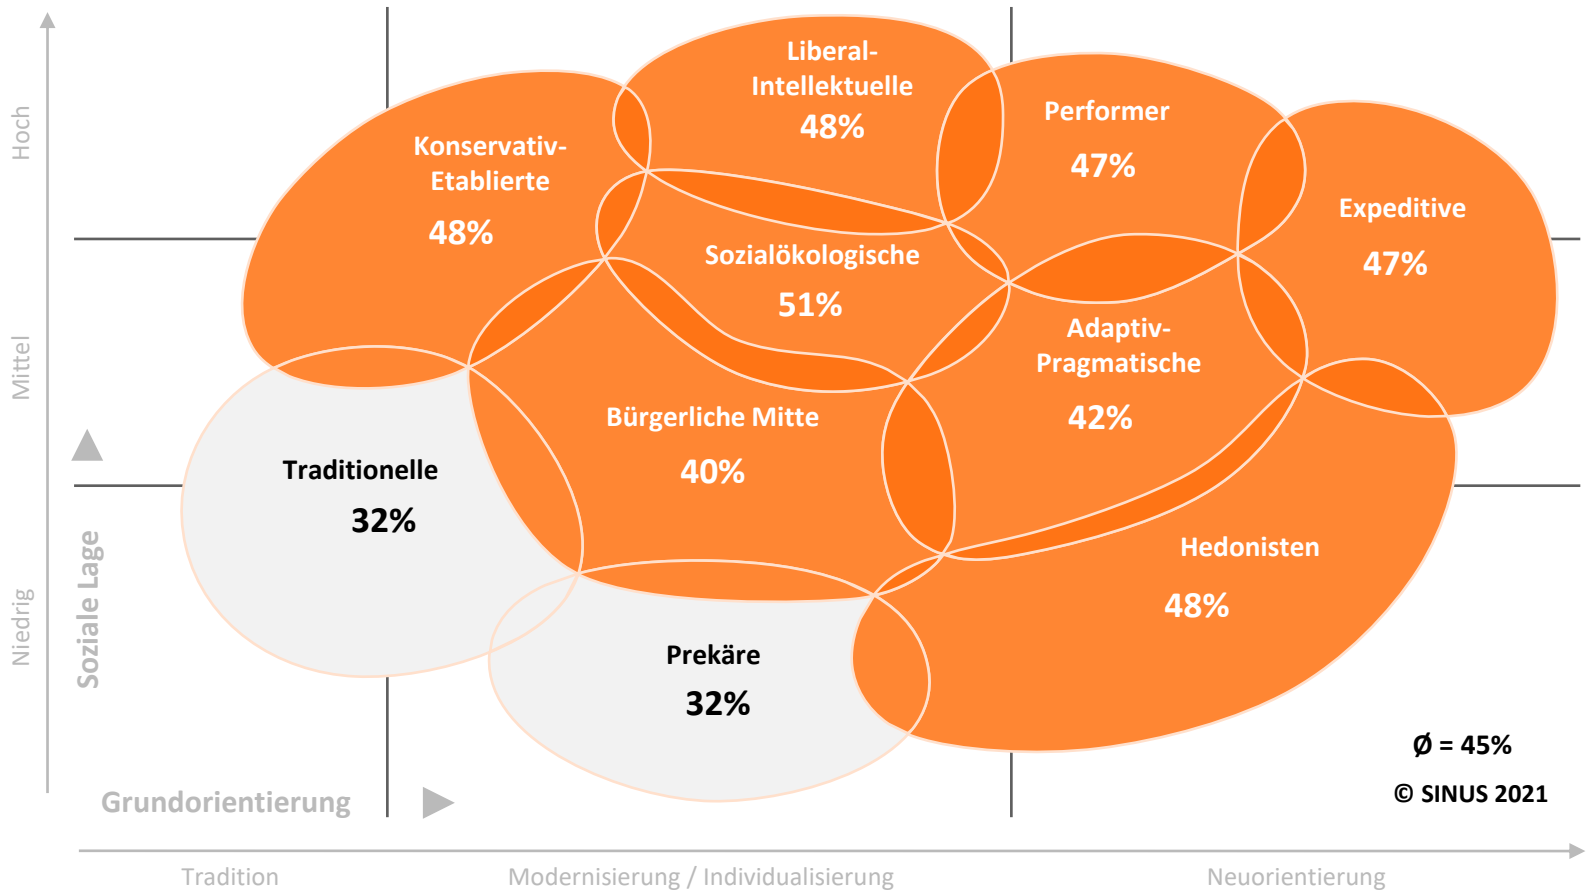 Hoch
Mittel
Niedrig
Soziale Lage
Liberal-
Intellektuelle
48%
Performer
47%
Konservativ-
Etablierte
48%
Expeditive
47%
Sozialökologische
51%
Adaptiv-
Pragmatische
42%
Bürgerliche Mitte
40%
Traditionelle
32%
Hedonisten
48%
Prekäre
32%
Ø = 45%
© SINUS 2021
Grundorientierung
Tradition
Modernisierung / Individualisierung
Neuorientierung